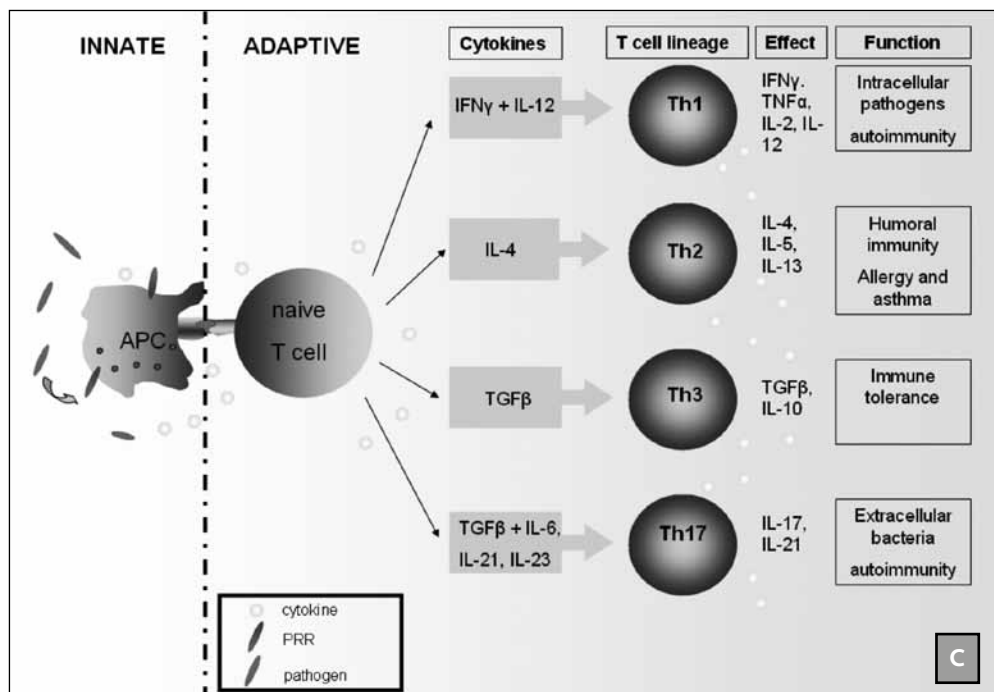 INNATE
ADAPTIVE
Cytokines
T cell lineage
Effect
Function
IFNγ + IL-12
Th1
IFNγ.
TNFα,
IL-2, IL-
12
Intracellular
pathogens
autoimmunity
IL-4
Th2
IL-4,
IL-5,
IL-13
Humoral
immunity
Allergy and
asthma
APC
naive
T cell
TGFβ
Th3
TGFβ,
IL-10
Immune
tolerance
TGFβ + IL-6,
IL-21, IL-23
Th17
IL-17,
IL-21
Extracellular
bacteria
autoimmunity
cytokine
PRR
pathogen
C